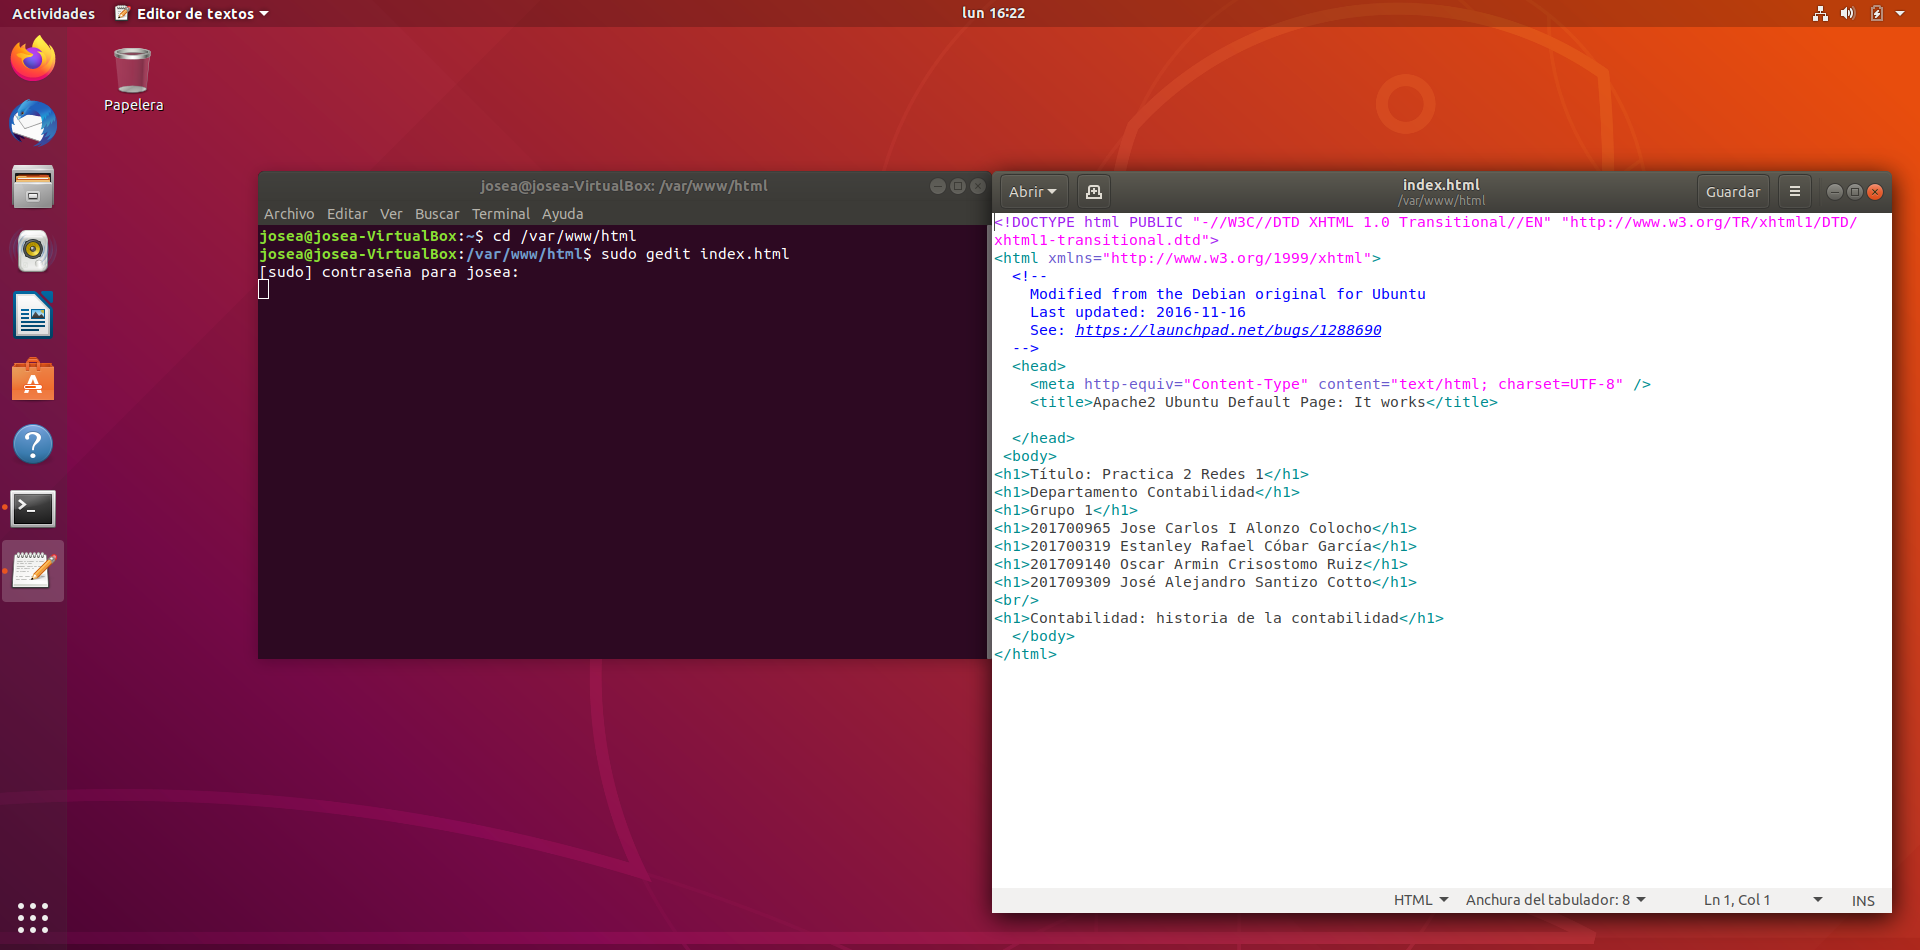 Actividades Editor de textos lun 16:22
Papelera
josea@josea-VirtualBox: /var/www/html
Archivo Editar Ver Buscar Terminal Ayuda
josea@josea-VirtualBox:~$ cd /var/www/html
josea@josea-VirtualBox:/var/www/html$ sudo gedit index.html
[sudo] contraseña para josea:
Abrir index.html Guardar
/var/www/html
<!DOCTYPE html PUBLIC "-//W3C//DTD XHTML 1.0 Transitional//EN" "http://www.w3.org/TR/xhtml1/DTD/
xhtml1-transitional.dtd">
<html xmlns="http://www.w3.org/1999/xhtml">
<!--
Modified from the Debian original for Ubuntu
Last updated: 2016-11-16
See: https://launchpad.net/bugs/1288690
-->
<head>
<meta http-equiv="Content-Type" content="text/html; charset=UTF-8" />
<title>Apache2 Ubuntu Default Page: It works</title>
</head>
<body>
<h1>Título: Practica 2 Redes 1</h1>
<h1>Departamento Contabilidad</h1>
<h1>Grupo 1</h1>
<h1>201700965 Jose Carlos I Alonzo Colocho</h1>
<h1>201700319 Estanley Rafael Cóbar García</h1>
<h1>201709140 Oscar Armin Crisostomo Ruiz</h1>
<h1>201709309 José Alejandro Santizo Cotto</h1>
<br/>
<h1>Contabilidad: historia de la contabilidad</h1>
</body>
</html>
HTML Anchura del tabulador: 8 Ln 1, Col 1 INS